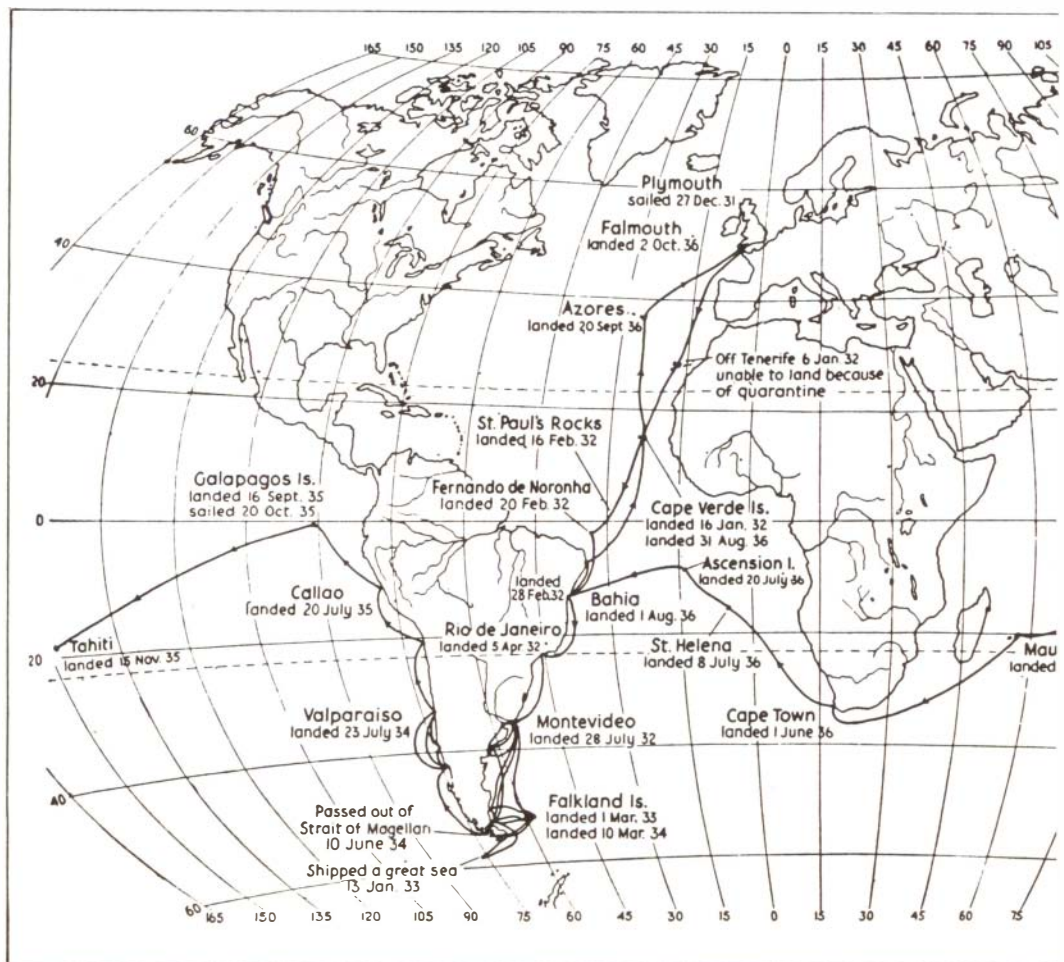 165 150 135 120 105 90 75 60 45 30 15 0 15 30 45 60 75 90 105
60
40
20
0
20
40
60
Plymouth
sailed 27 Dec. 31
Falmouth
landed 2 Oct. 36
Azores
landed 20 Sept 36
Off Tenerife 6 Jan 32
unable to land because
of quarantine
St. Paul's Rocks
landed 16 Feb. 32
Galapagos Is.
landed 16 Sept. 35
sailed 20 Oct. 35
Fernando de Noronha
landed 20 Feb. 32
Cape Verde Is.
landed 16 Jan. 32
landed 31 Aug. 36
Ascension I.
landed 20 July 36
landed
28 Feb.32
Callao
landed 20 July 35
Bahia
landed 1 Aug. 36
Rio de Janeiro
landed 5 Apr 32
St. Helena
landed 8 July 36
Tahiti
landed 15 Nov. 35
Mau
landed
Valparaiso
landed 23 July 34
Montevideo
landed 28 July 32
Cape Town
landed 1 June 36
Falkland Is.
landed 1 Mar. 33
landed 10 Mar. 34
Passed out of
Strait of Magellan
10 June 34
Shipped a great sea
13 Jan. 33
165 150 135 120 105 90 75 60 45 30 15 0 15 30 45 60 75